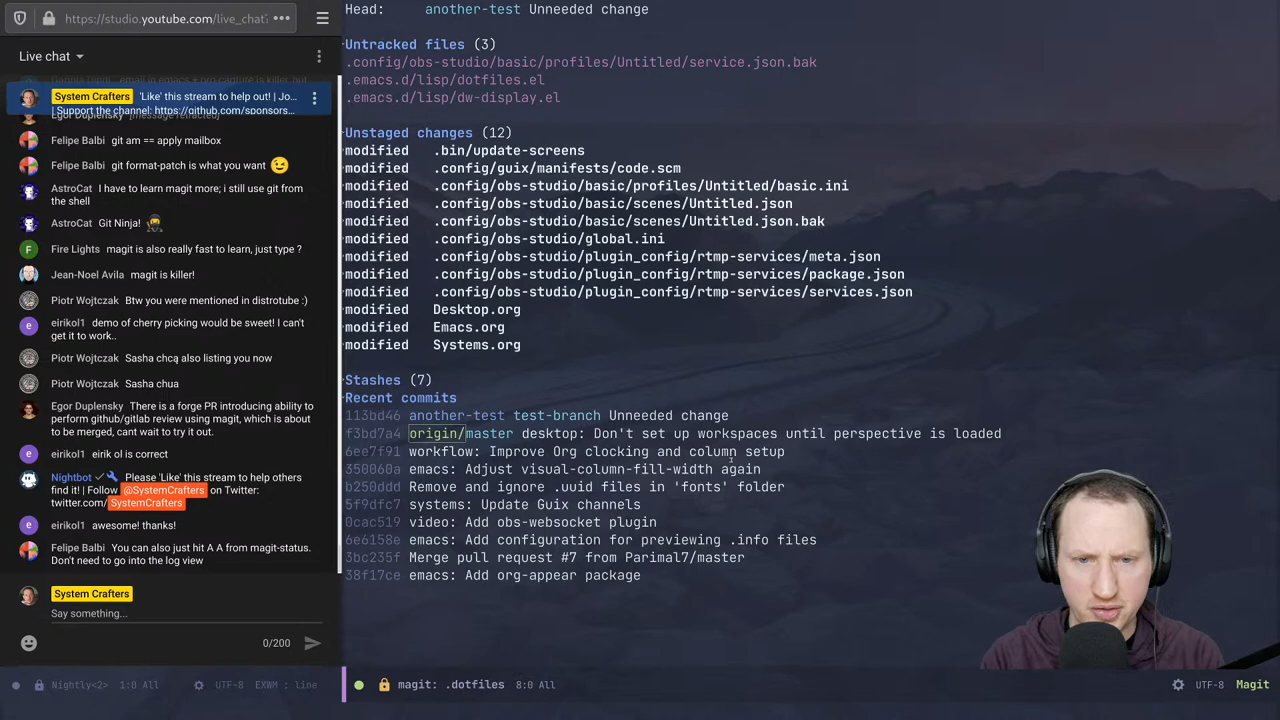 https://studio.youtube.com/live_chat?
Live chat
System Crafters 'Like' this stream to help out! | Jo...
| Support the channel: https://github.com/sponsors...
Egor Duplensky [message retracted]
Felipe Balbi git am == apply mailbox
Felipe Balbi git format-patch is what you want
AstroCat I have to learn magit more; i still use git from
the shell
AstroCat Git Ninja!
Fire Lights magit is also really fast to learn, just type ?
Jean-Noel Avila magit is killer!
Piotr Wojtczak Btw you were mentioned in distrotube :)
eirikol1 demo of cherry picking would be sweet! I can't
get it to work..
Piotr Wojtczak Sasha chcą also listing you now
Piotr Wojtczak Sasha chua
Egor Duplensky There is a forge PR introducing ability to
perform github/gitlab review using magit, which is about
to be merged, cant wait to try it out.
eirikol1 eirik ol is correct
Nightbot Please 'Like' this stream to help others
find it! | Follow @SystemCrafters on Twitter:
twitter.com/SystemCrafters
eirikol1 awesome! thanks!
Felipe Balbi You can also just hit A A from magit-status.
Don't need to go into the log view
System Crafters
Say something...
0/200
Nightly<2> 1:0 All UTF-8 EXWM : line
Head: another-test Unneeded change
Untracked files (3)
.config/obs-studio/basic/profiles/Untitled/service.json.bak
.emacs.d/lisp/dotfiles.el
.emacs.d/lisp/dw-display.el
Unstaged changes (12)
modified .bin/update-screens
modified .config/guix/manifests/code.scm
modified .config/obs-studio/basic/profiles/Untitled/basic.ini
modified .config/obs-studio/basic/scenes/Untitled.json
modified .config/obs-studio/basic/scenes/Untitled.json.bak
modified .config/obs-studio/global.ini
modified .config/obs-studio/plugin_config/rtmp-services/meta.json
modified .config/obs-studio/plugin_config/rtmp-services/package.json
modified .config/obs-studio/plugin_config/rtmp-services/services.json
modified Desktop.org
modified Emacs.org
modified Systems.org
Stashes (7)
Recent commits
113bd46 another-test test-branch Unneeded change
f3bd7a4 origin/master desktop: Don't set up workspaces until perspective is loaded
6ee7f91 workflow: Improve Org clocking and column setup
350060a emacs: Adjust visual-column-fill-width again
b250ddd Remove and ignore .uuid files in 'fonts' folder
5f9dfc7 systems: Update Guix channels
0cac519 video: Add obs-websocket plugin
6e6158e emacs: Add configuration for previewing .info files
3bc235f Merge pull request #7 from Parimal7/master
38f17ce emacs: Add org-appear package
magit: .dotfiles 8:0 All UTF-8 Magit